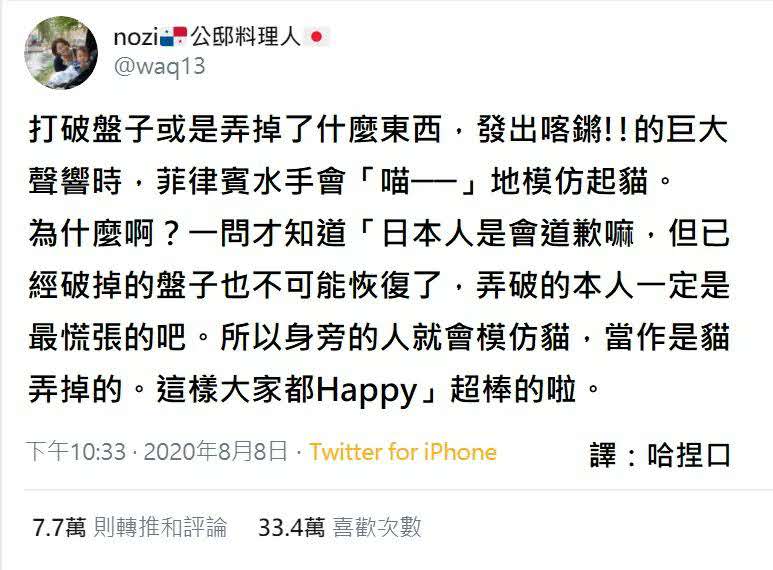 nozi🇵🇦公邸料理人🇯🇵
@waq13
打破盤子或是弄掉了什麼東西，發出喀鏘!!的巨大
聲響時，菲律賓水手會「喵──」地模仿起貓。
為什麼啊？一問才知道「日本人是會道歉嘛，但已
經破掉的盤子也不可能恢復了，弄破的本人一定是
最慌張的吧。所以身旁的人就會模仿貓，當作是貓
弄掉的。這樣大家都Happy」超棒的啦。
下午10:33 · 2020年8月8日 · Twitter for iPhone
譯：哈捏口
7.7萬 則轉推和評論 33.4萬 喜歡次數